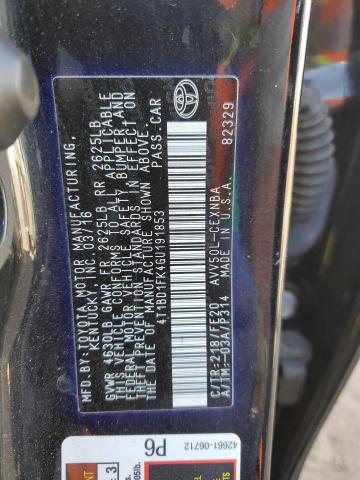 MFD.BY:TOYOTA MOTOR MANUFACTURING,
KENTUCKY, INC. 03/16
GVWR 4630LB GAWR FR 2625LB RR 2625LB
THIS VEHICLE CONFORMS TO ALL APPLICABLE
FEDERAL MOTOR VEHICLE SAFETY, BUMPER, AND
THEFT PREVENTION STANDARDS IN EFFECT ON
THE DATE OF MANUFACTURE SHOWN ABOVE.
4T1BD1FK4GU191853 PASS.CAR
C/TR:218/FE20 AVV50L-CEXNBA
A/TM:-03A/P314 MADE IN U.S.A. 82329
42661-06712
P6